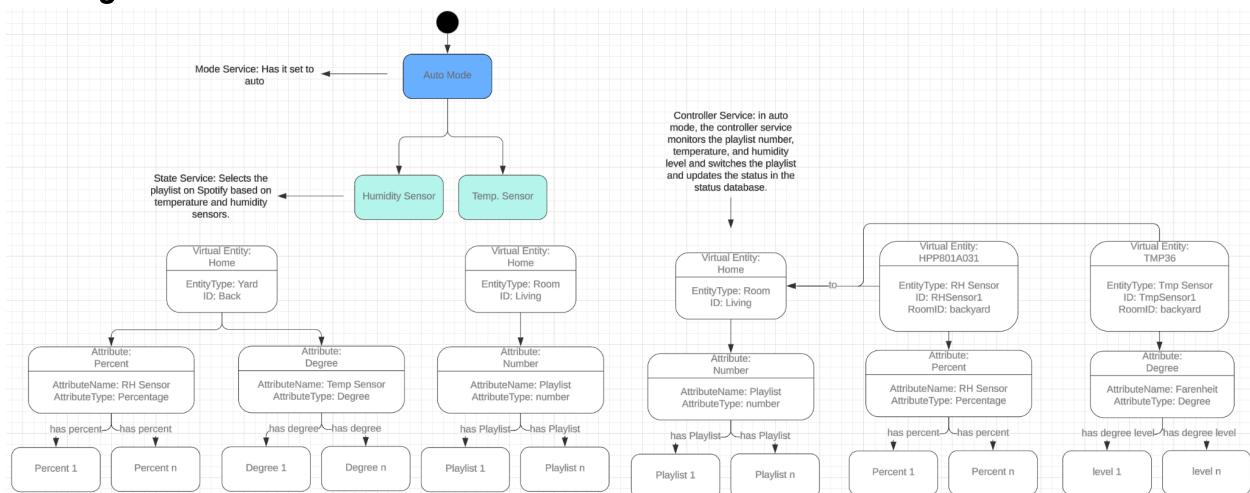 Auto Mode
Mode Service: Has it set to
auto
Controller Service: in auto
mode, the controller service
monitors the playlist number,
temperature, and humidity
level and switches the playlist
and updates the status in the
status database.
State Service: Selects the
playlist on Spotify based on
temperature and humidity
sensors.
Humidity Sensor
Temp. Sensor
Virtual Entity:
Home
EntityType: Yard
ID: Back
Virtual Entity:
Home
EntityType: Room
ID: Living
Virtual Entity:
Home
EntityType: Room
ID: Living
to
Virtual Entity:
HPP801A031
EntityType: RH Sensor
ID: RHSensor1
RoomID: backyard
Virtual Entity:
TMP36
EntityType: Tmp Sensor
ID: TmpSensor1
RoomID: backyard
Attribute:
Percent
AttributeName: RH Sensor
AttributeType: Percentage
Attribute:
Degree
AttributeName: Temp Sensor
AttributeType: Degree
Attribute:
Number
AttributeName: Playlist
AttributeType: number
Attribute:
Number
AttributeName: Playlist
AttributeType: number
Attribute:
Percent
AttributeName: RH Sensor
AttributeType: Percentage
Attribute:
Degree
AttributeName: Farenheit
AttributeType: Degree
has percent
has percent
has degree
has degree
has Playlist
has Playlist
has Playlist
has Playlist
has percent
has percent
has degree level
has degree level
Percent 1
Percent n
Degree 1
Degree n
Playlist 1
Playlist n
Playlist 1
Playlist n
Percent 1
Percent n
level 1
level n